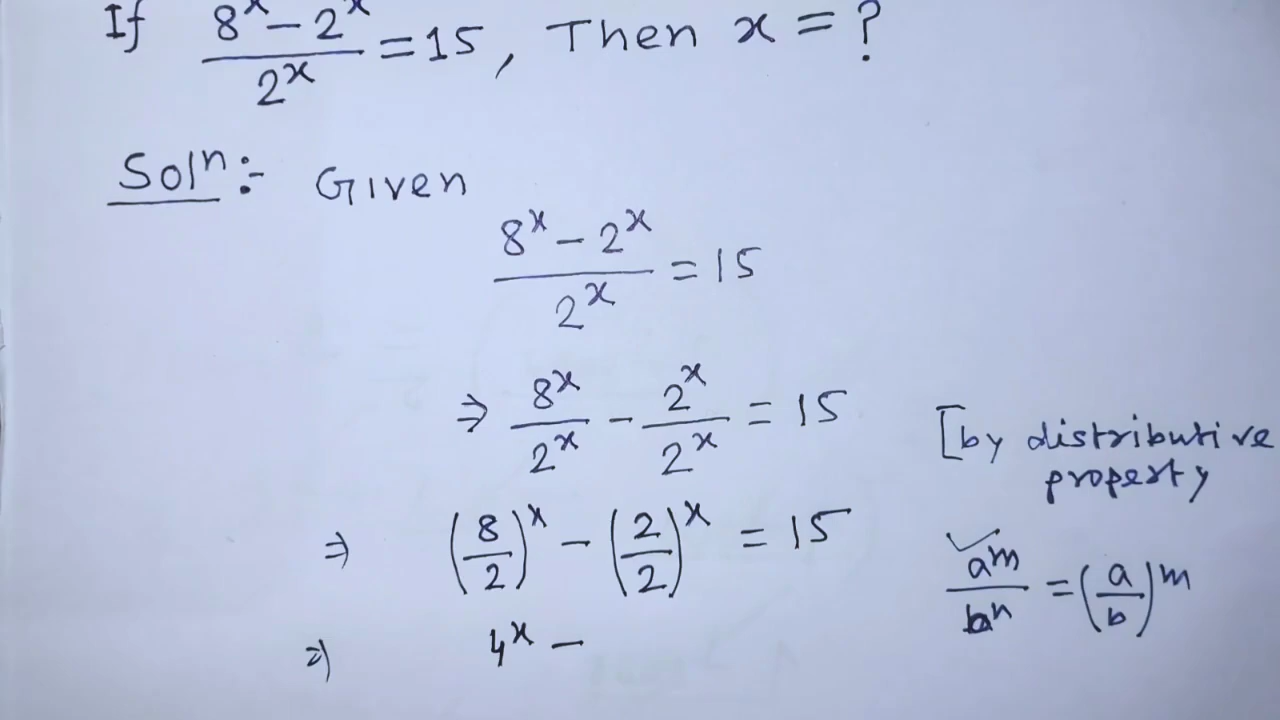 If (8^x − 2^x)/2^x = 15, Then x = ?
Solⁿ:- Given
(8^x − 2^x)/2^x = 15
⇒ 8^x/2^x − 2^x/2^x = 15
[by distributive
property
⇒ (8/2)^x − (2/2)^x = 15
✓ a^m/b^n = (a/b)^m
⇒ 4^x −